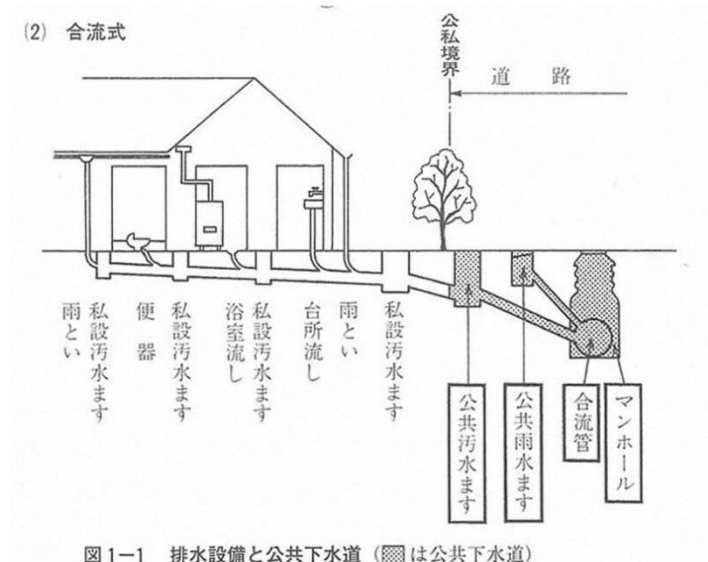 (2) 合流式
公私境界
道路
雨とい
私設汚水ます
便器
私設汚水ます
浴室流し
私設汚水ます
台所流し
雨とい
私設汚水ます
公共汚水ます
公共雨水ます
合流管
マンホール
図1-1 排水設備と公共下水道 (は公共下水道)